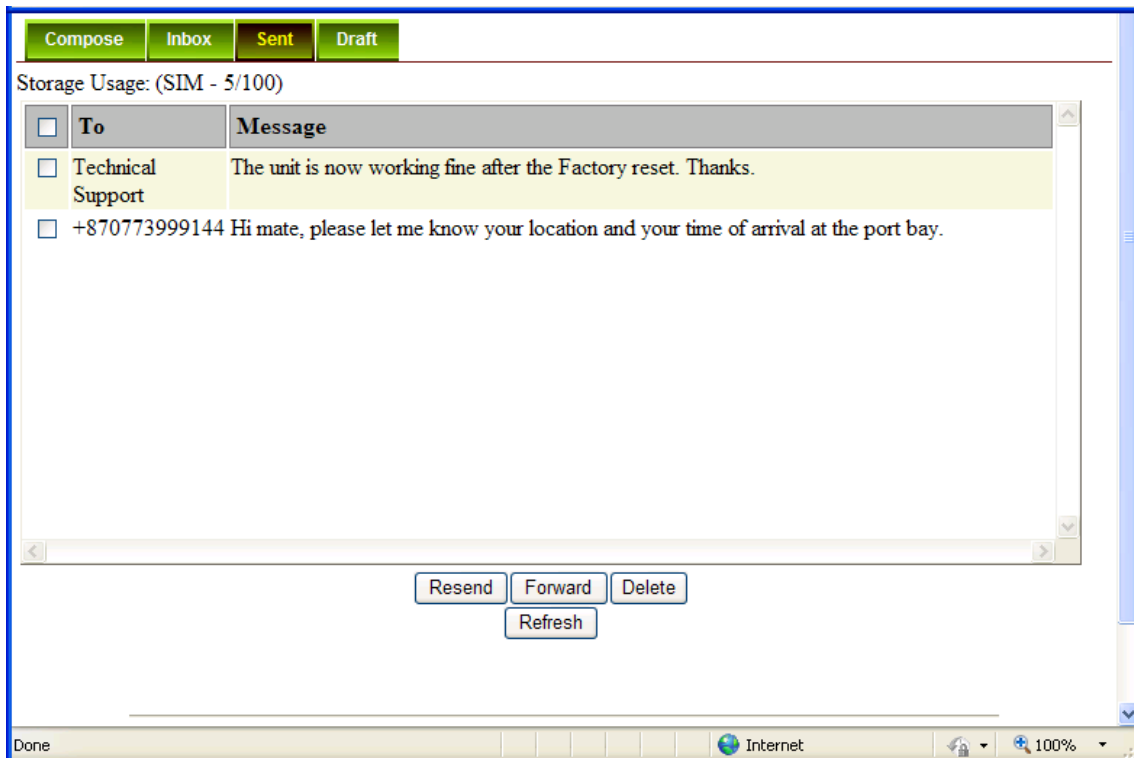 Compose Inbox Sent Draft
Storage Usage: (SIM - 5/100)
To Message
Technical Support The unit is now working fine after the Factory reset. Thanks.
+870773999144 Hi mate, please let me know your location and your time of arrival at the port bay.
Resend Forward Delete
Refresh
Done Internet 100%